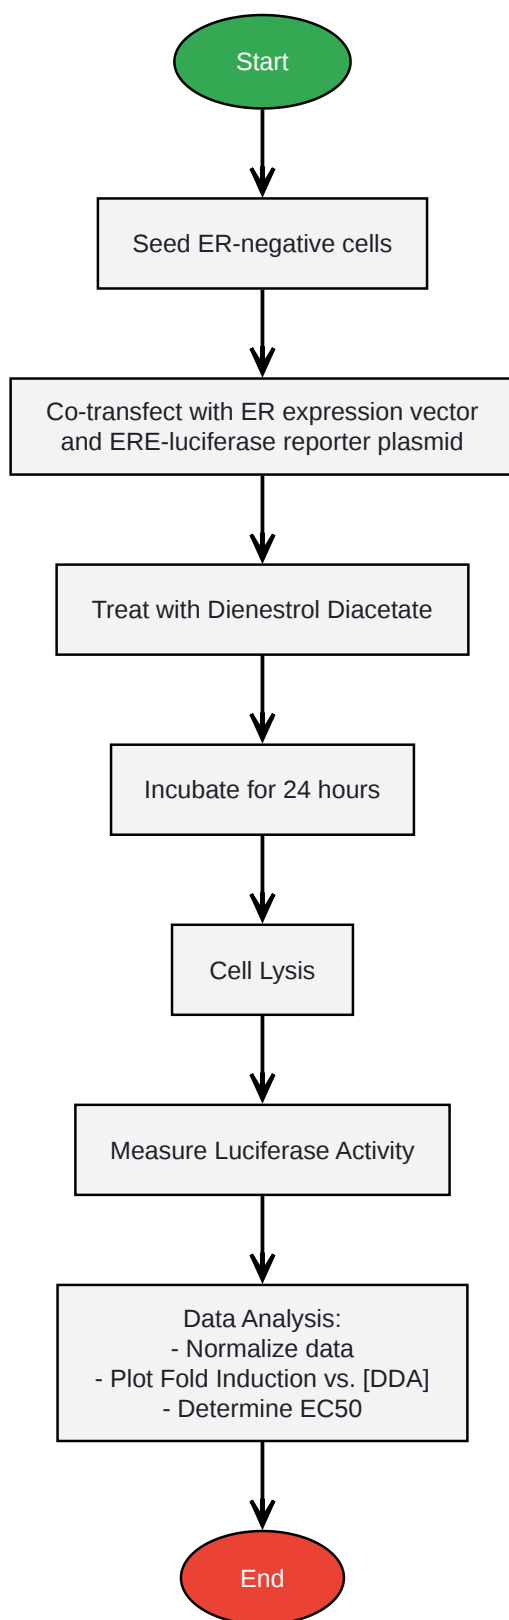 Start
Seed ER-negative cells
Co-transfect with ER expression vector
and ERE-luciferase reporter plasmid
Treat with Dienestrol Diacetate
Incubate for 24 hours
Cell Lysis
Measure Luciferase Activity
Data Analysis:
- Normalize data
- Plot Fold Induction vs. [DDA]
- Determine EC50
End